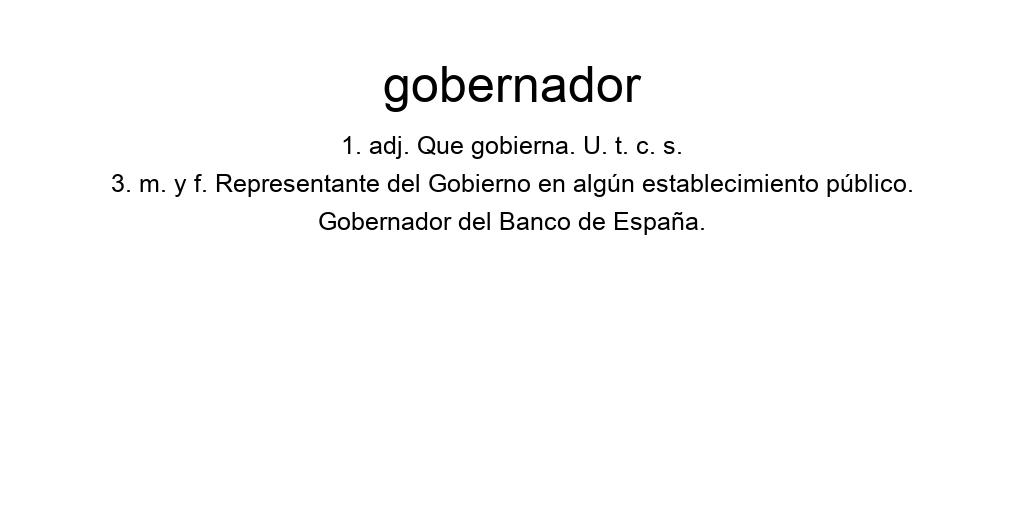 gobernador
1. adj. Que gobierna. U. t. c. s.
3. m. y f. Representante del Gobierno en algún establecimiento público.
Gobernador del Banco de España.